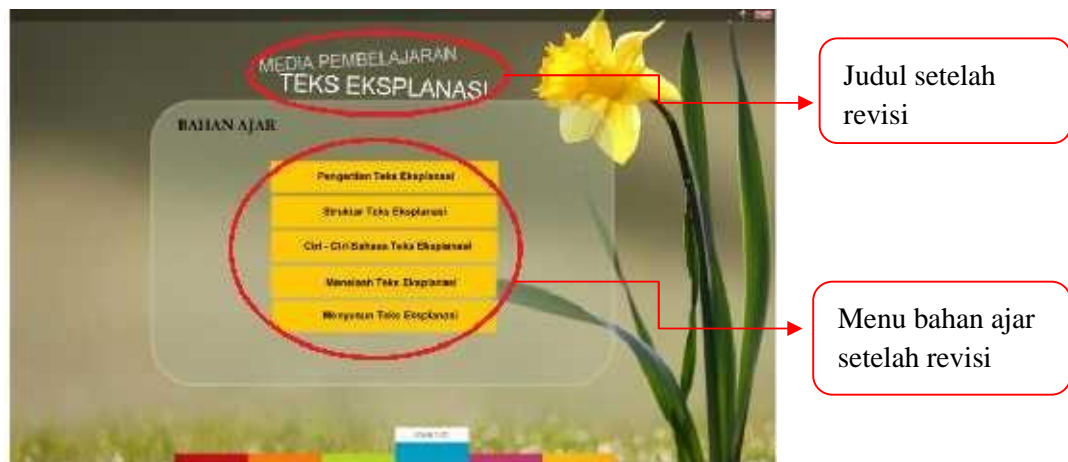 MEDIA PEMBELAJARAN
TEKS EKSPLANASI
BAHAN AJAR
Pengertian Teks Eksplanasi
Struktur Teks Eksplanasi
Ciri - Ciri Bahasa Teks Eksplanasi
Menelaah Teks Eksplanasi
Menyusun Teks Eksplanasi
Judul setelah
revisi
Menu bahan ajar
setelah revisi